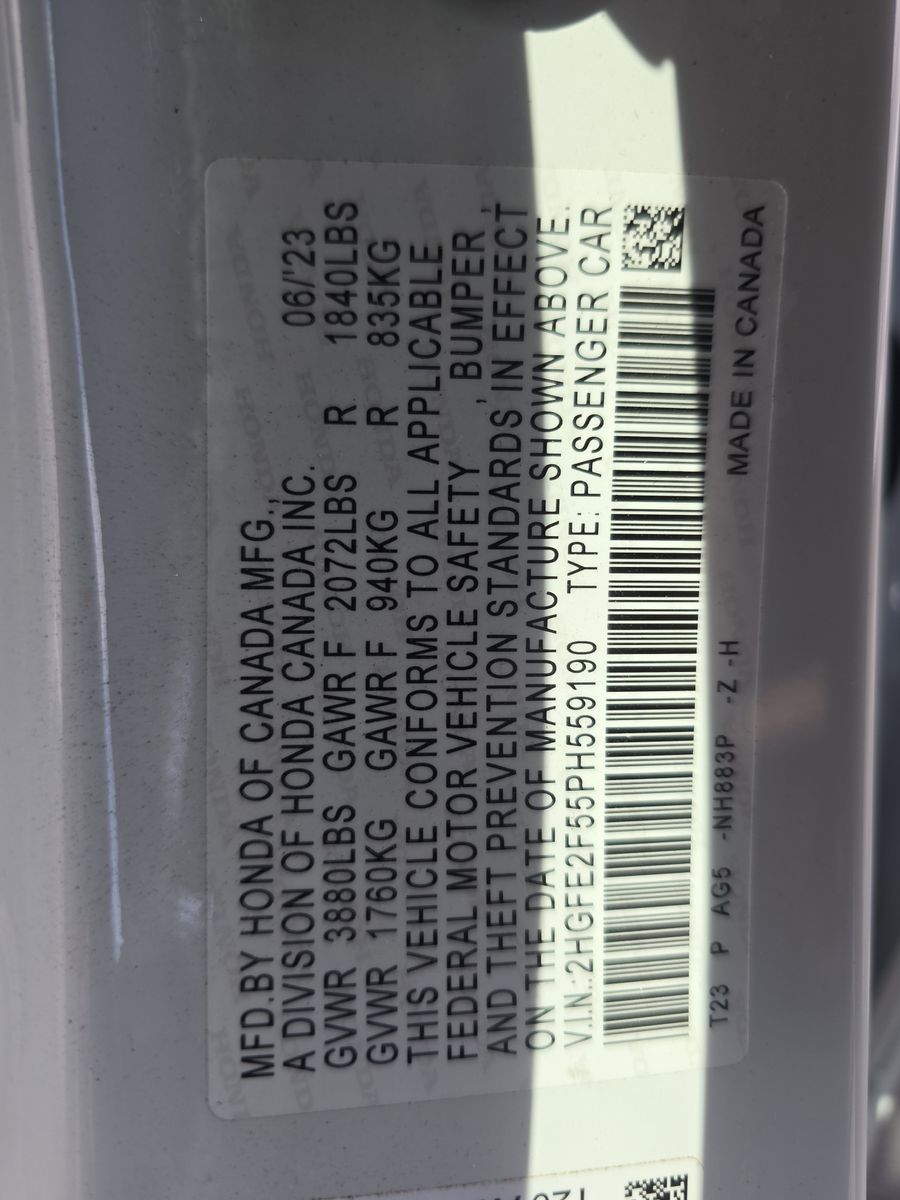 MFD.BY HONDA OF CANADA MFG.,
A DIVISION OF HONDA CANADA INC. 06/'23
GVWR 3880LBS GAWR F 2072LBS R 1840LBS
GVWR 1760KG GAWR F 940KG R 835KG
THIS VEHICLE CONFORMS TO ALL APPLICABLE
FEDERAL MOTOR VEHICLE SAFETY , BUMPER ,
AND THEFT PREVENTION STANDARDS IN EFFECT
ON THE DATE OF MANUFACTURE SHOWN ABOVE.
V.I.N.:2HGFE2F55PH559190 TYPE: PASSENGER CAR
T23 P AG5 -NH883P -Z -H MADE IN CANADA